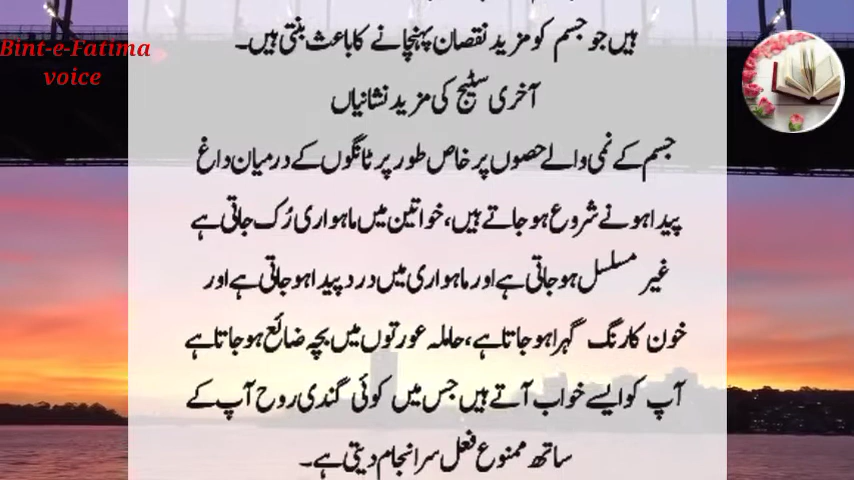 Bint-e-Fatima
voice
ہیں جو جسم کو مزید نقصان پہنچانے کا باعث بنتی ہیں۔
آخری سٹیج کی مزید نشانیاں
جسم کے نمی والے حصوں پر خاص طور پر ٹانگوں کے درمیان داغ
پیدا ہونے شروع ہو جاتے ہیں، خواتین میں ماہواری رُک جاتی ہے
غیر مسلسل ہو جاتی ہے اور ماہواری میں درد پیدا ہو جاتی ہے اور
خون کا رنگ گہرا ہو جاتا ہے، حاملہ عورتوں میں بچہ ضائع ہو جاتا ہے
آپ کو ایسے خواب آتے ہیں جس میں کوئی گندی روح آپ کے
ساتھ ممنوع فعل سرانجام دیتی ہے۔